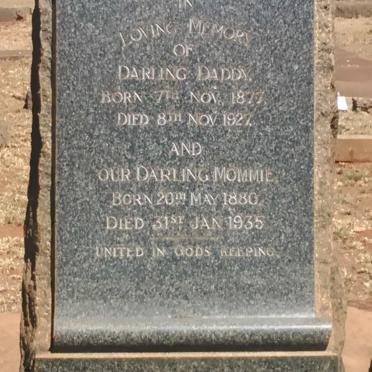 IN
LOVING MEMORY
OF
DARLING DADDY,
BORN 7TH NOV. 1877,
DIED 8TH NOV 1927,
AND
OUR DARLING MOMMIE,
BORN 20TH MAY 1880,
DIED 31ST JAN 1935
UNITED IN GODS KEEPING.